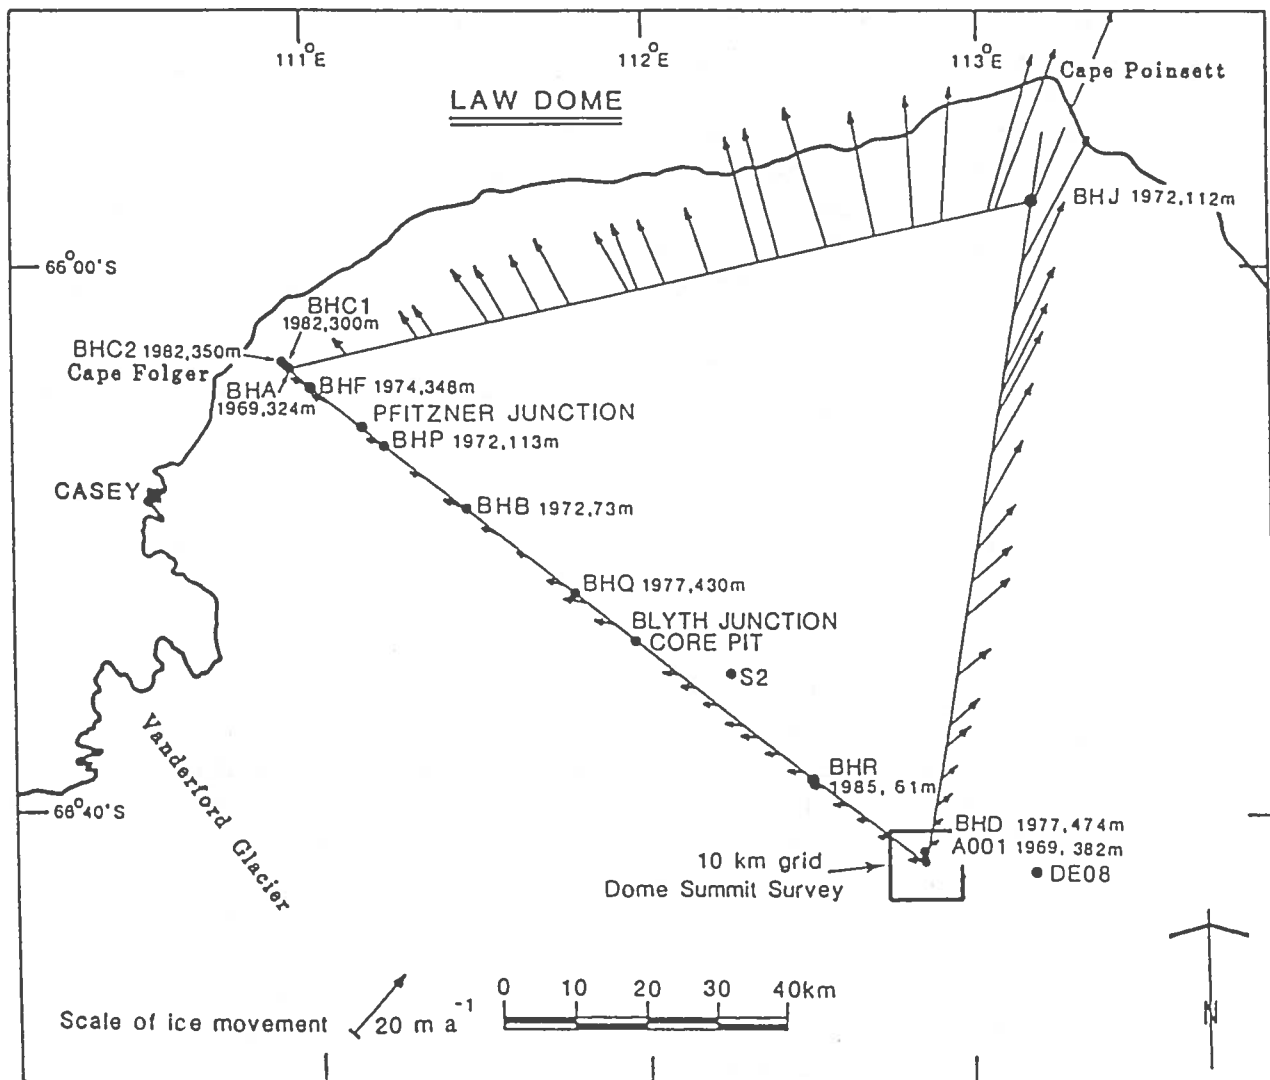 111°E
112°E
113°E
Cape Poinsett
LAW DOME
BHJ 1972,112m
66°00'S
BHC1
1982,300m
BHC2 1982,350m
Cape Folger
BHA
1969,324m
BHF 1974,348m
PFITZNER JUNCTION
BHP 1972,113m
CASEY
BHB 1972,73m
BHQ 1977,430m
BLYTH JUNCTION
CORE PIT
S2
Vanderford Glacier
BHR
1985, 61m
66°40'S
BHD 1977,474m
A001 1969, 382m
10 km grid
Dome Summit Survey
DE08
0 10 20 30 40km
Scale of ice movement 20 m a⁻¹
N